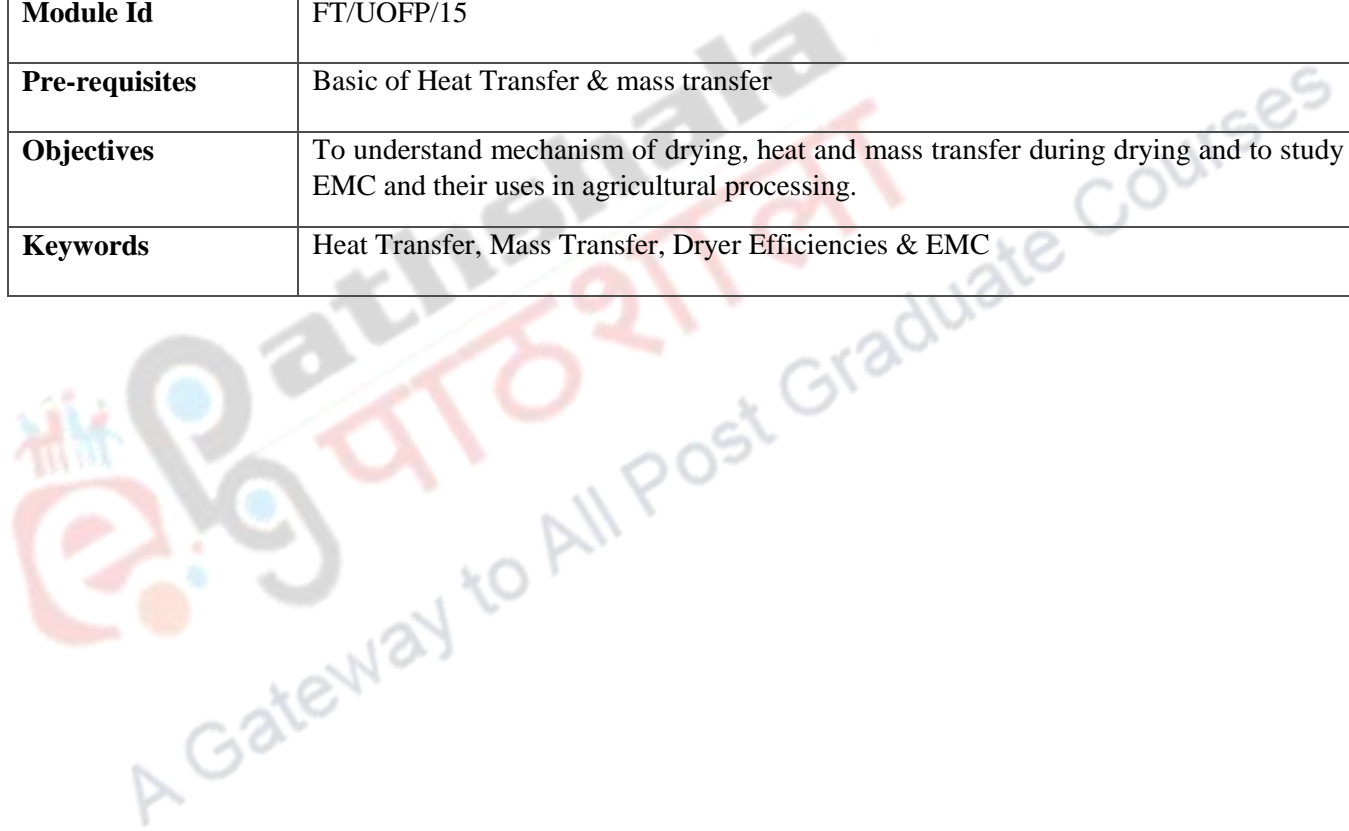 Module Id FT/UOFP/15
Pre-requisites Basic of Heat Transfer & mass transfer
Objectives To understand mechanism of drying, heat and mass transfer during drying and to study
EMC and their uses in agricultural processing.
Keywords Heat Transfer, Mass Transfer, Dryer Efficiencies & EMC
Pathshala
पाठशाला
A Gateway to All Post Graduate Courses